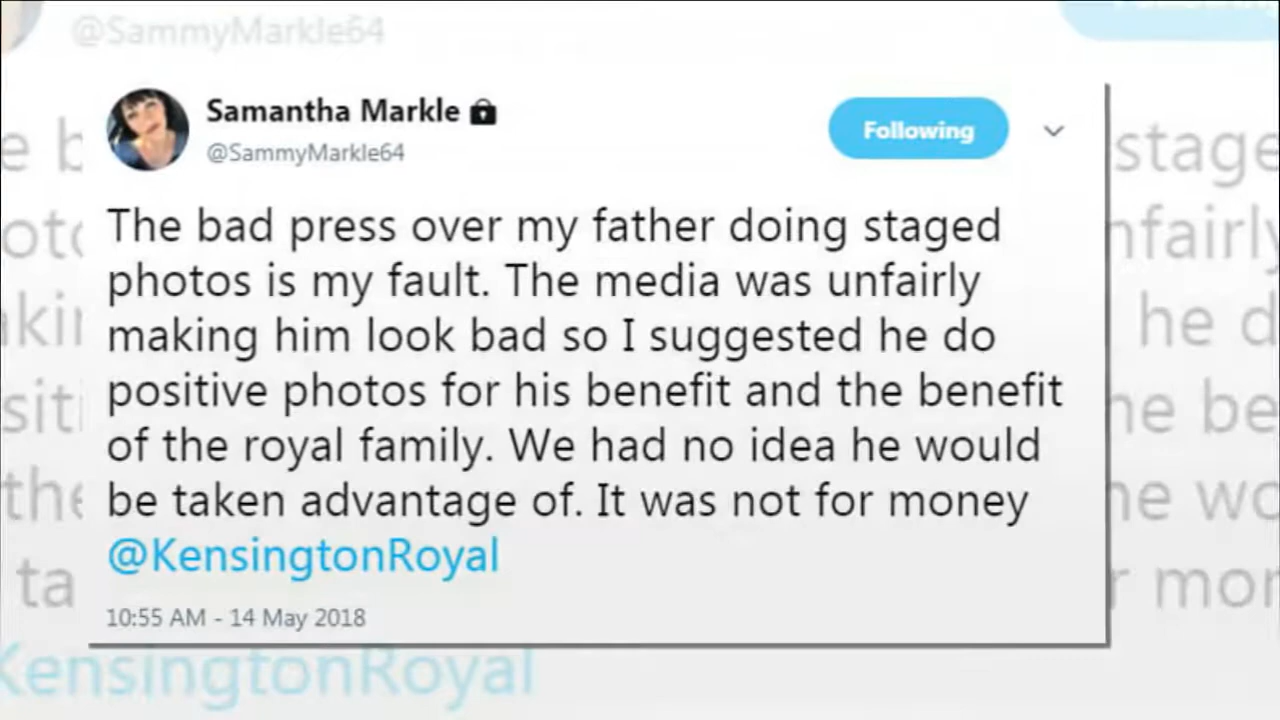 @SammyMarkle64
Samantha Markle
Following
@SammyMarkle64
The bad press over my father doing staged
photos is my fault. The media was unfairly
making him look bad so I suggested he do
positive photos for his benefit and the benefit
of the royal family. We had no idea he would
be taken advantage of. It was not for money
@KensingtonRoyal
10:55 AM - 14 May 2018
KensingtonRoyal